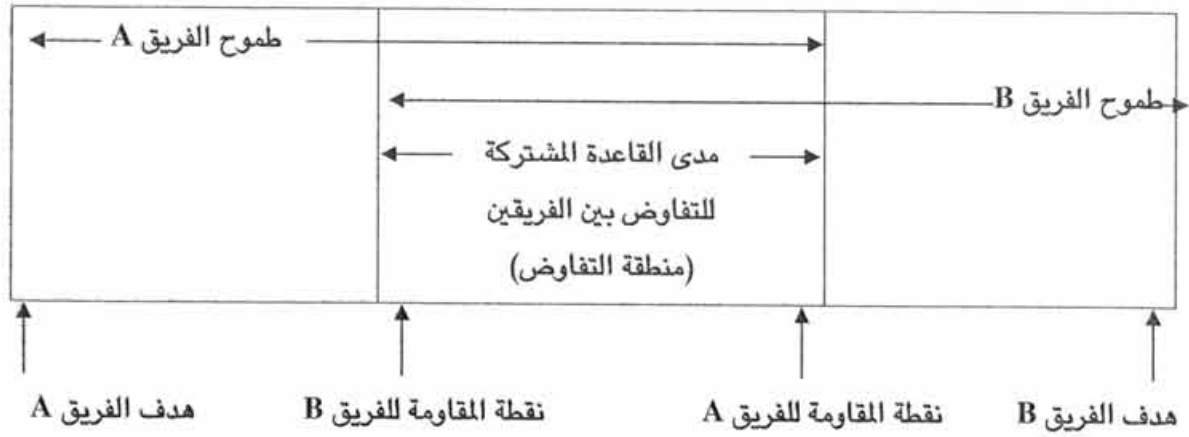 طموح الفريق A
طموح الفريق B
مدى القاعدة المشتركة
للتفاوض بين الفريقين
(منطقة التفاوض)
هدف الفريق B
نقطة المقاومة للفريق A
نقطة المقاومة للفريق B
هدف الفريق A